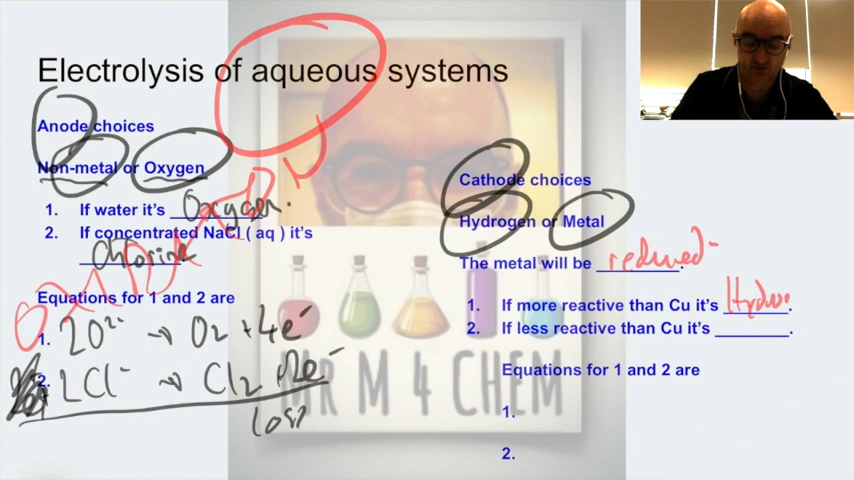 Electrolysis of aqueous systems
Anode choices
Non-metal or Oxygen
1. If water it's Oxygen.
2. If concentrated NaCl ( aq ) it's
chlorine.
OXIDATION
Equations for 1 and 2 are
1. 2O²⁻ → O₂ + 4e⁻
2. 2Cl⁻ → Cl₂ + 2e⁻
loss
Cathode choices
Hydrogen or Metal
The metal will be reduced.
1. If more reactive than Cu it's Hydro.
2. If less reactive than Cu it's ________.
Equations for 1 and 2 are
1.
2.
MR M 4 CHEM